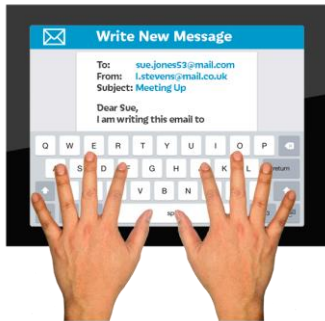 Write New Message
To: sue.jones53@mail.com
From: l.stevens@mail.co.uk
Subject: Meeting Up
Dear Sue,
I am writing this email to
Q W E R T Y U I O P
A S D F G H K L return
V B N